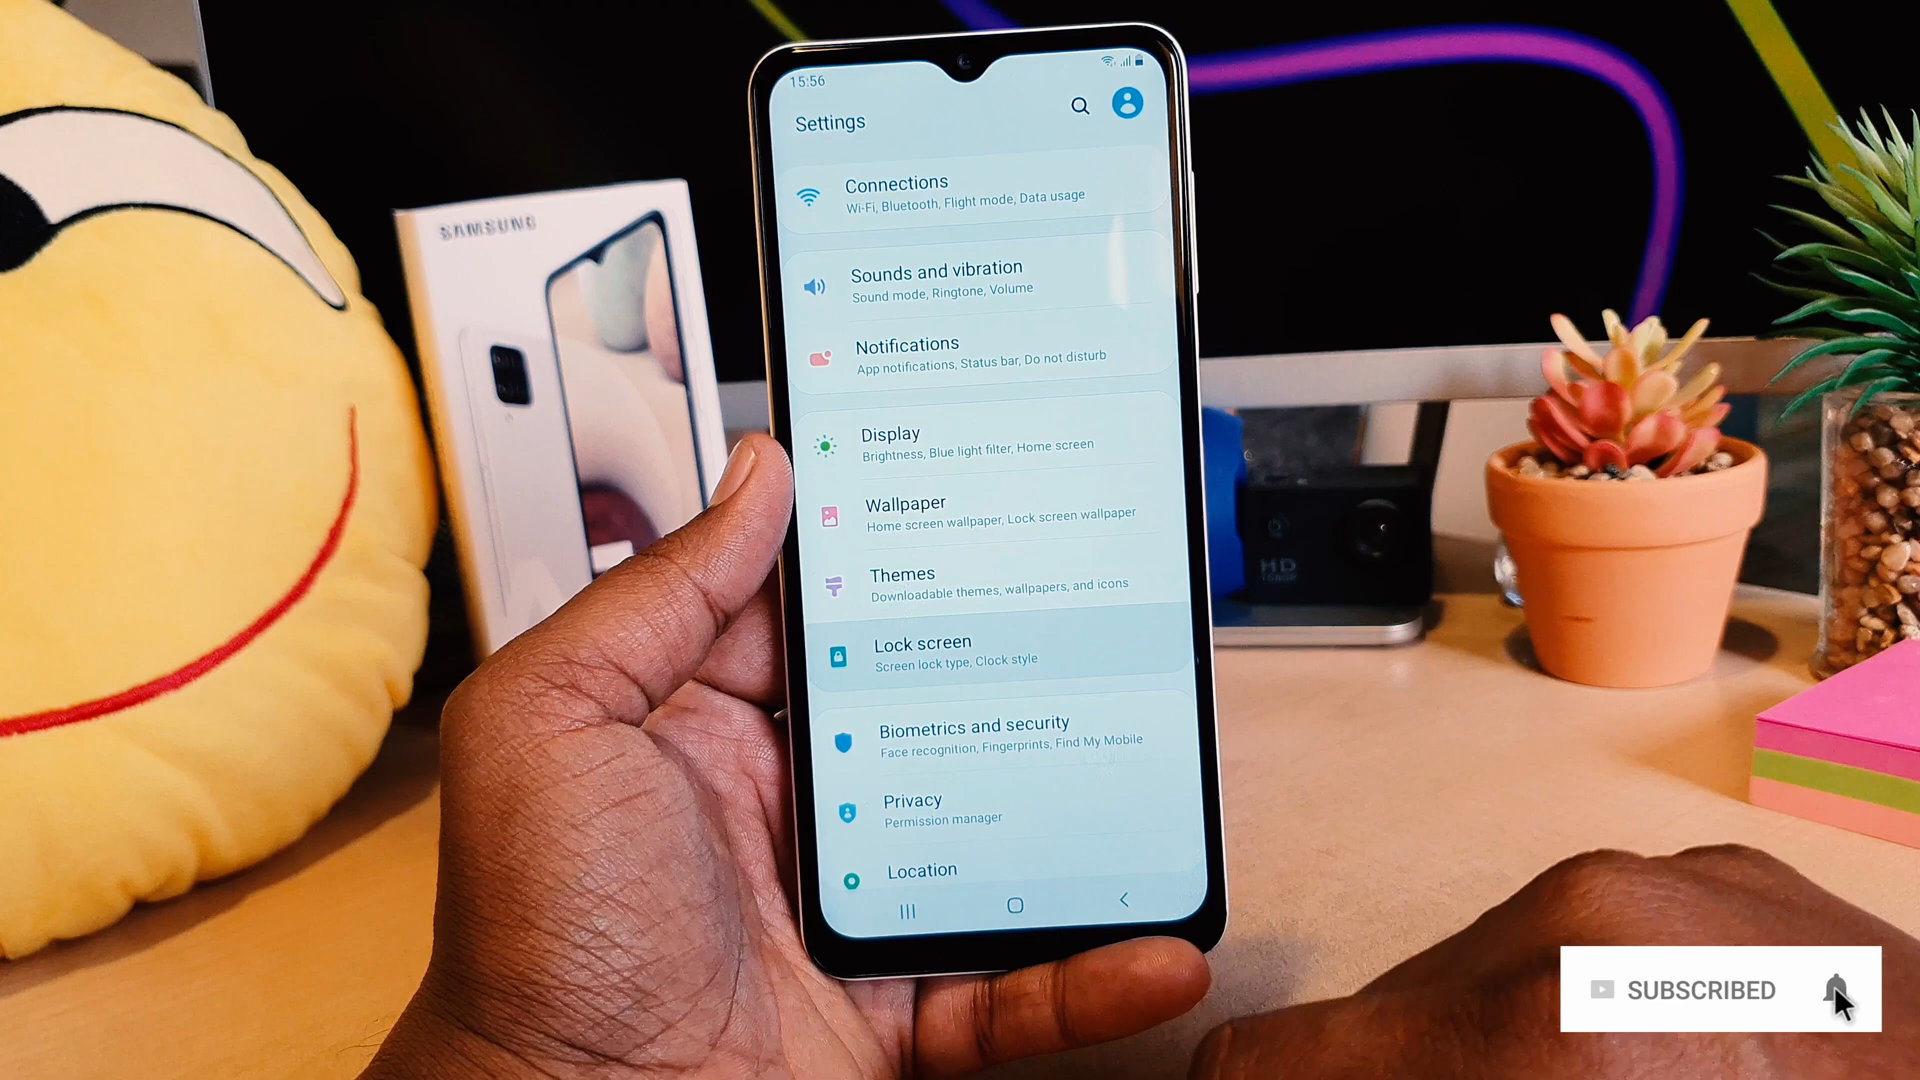 SAMSUNG
15:56
Settings
Connections
Wi-Fi, Bluetooth, Flight mode, Data usage
Sounds and vibration
Sound mode, Ringtone, Volume
Notifications
App notifications, Status bar, Do not disturb
Display
Brightness, Blue light filter, Home screen
Wallpaper
Home screen wallpaper, Lock screen wallpaper
Themes
Downloadable themes, wallpapers, and icons
Lock screen
Screen lock type, Clock style
Biometrics and security
Face recognition, Fingerprints, Find My Mobile
Privacy
Permission manager
Location
HD
SUBSCRIBED